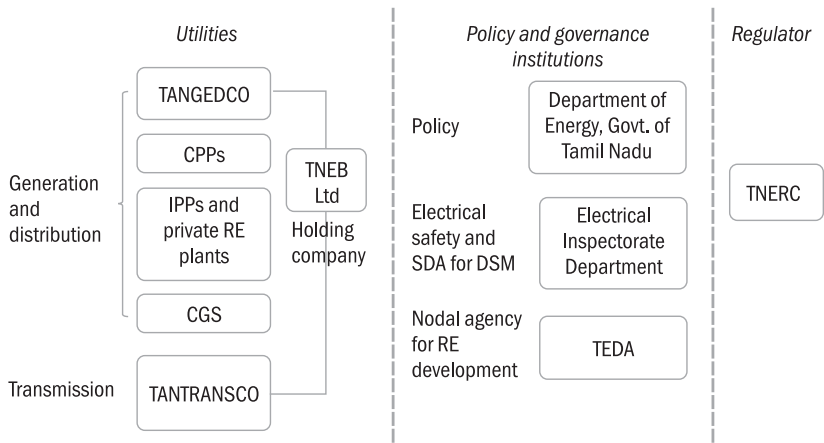 Utilities
Policy and governance
institutions
Regulator
Generation
and
distribution
TANGEDCO
CPPs
IPPs and
private RE
plants
CGS
TNEB
Ltd
Holding
company
Transmission
TANTRANSCO
Policy
Department of
Energy, Govt. of
Tamil Nadu
Electrical
safety and
SDA for DSM
Electrical
Inspectorate
Department
Nodal agency
for RE
development
TEDA
TNERC